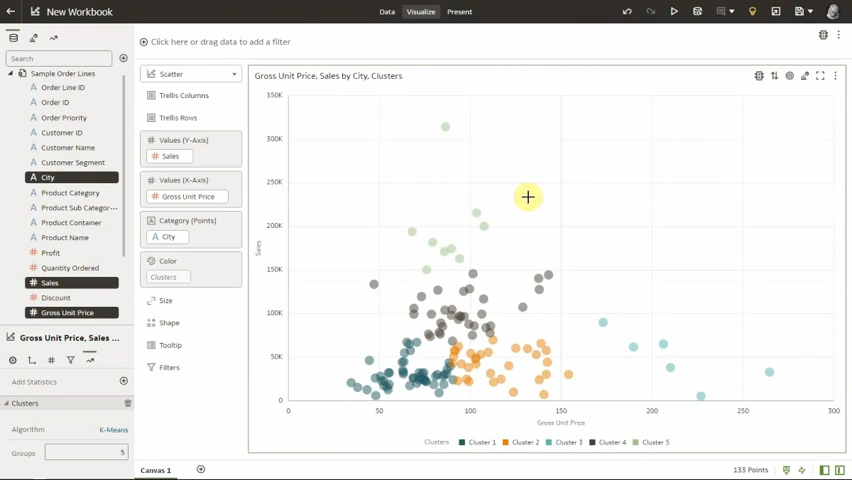 New Workbook
Data Visualize Present
Click here or drag data to add a filter
Search
Sample Order Lines
A Order Line ID
A Order ID
A Order Priority
A Customer ID
A Customer Name
A Customer Segment
A City
A Product Category
A Product Sub Categor...
A Product Container
A Product Name
# Profit
# Quantity Ordered
# Sales
# Discount
# Gross Unit Price
Gross Unit Price, Sales ...
Add Statistics
Clusters
Algorithm K-Means
Groups 5
Scatter
Trellis Columns
Trellis Rows
Values (Y-Axis)
# Sales
Values (X-Axis)
# Gross Unit Price
Category (Points)
A City
Color
Clusters
Size
Shape
Tooltip
Filters
Gross Unit Price, Sales by City, Clusters
350K
300K
250K
200K
150K
100K
50K
0
Sales
0 50 100 150 200 250 300
Gross Unit Price
Clusters Cluster 1 Cluster 2 Cluster 3 Cluster 4 Cluster 5
Canvas 1
133 Points